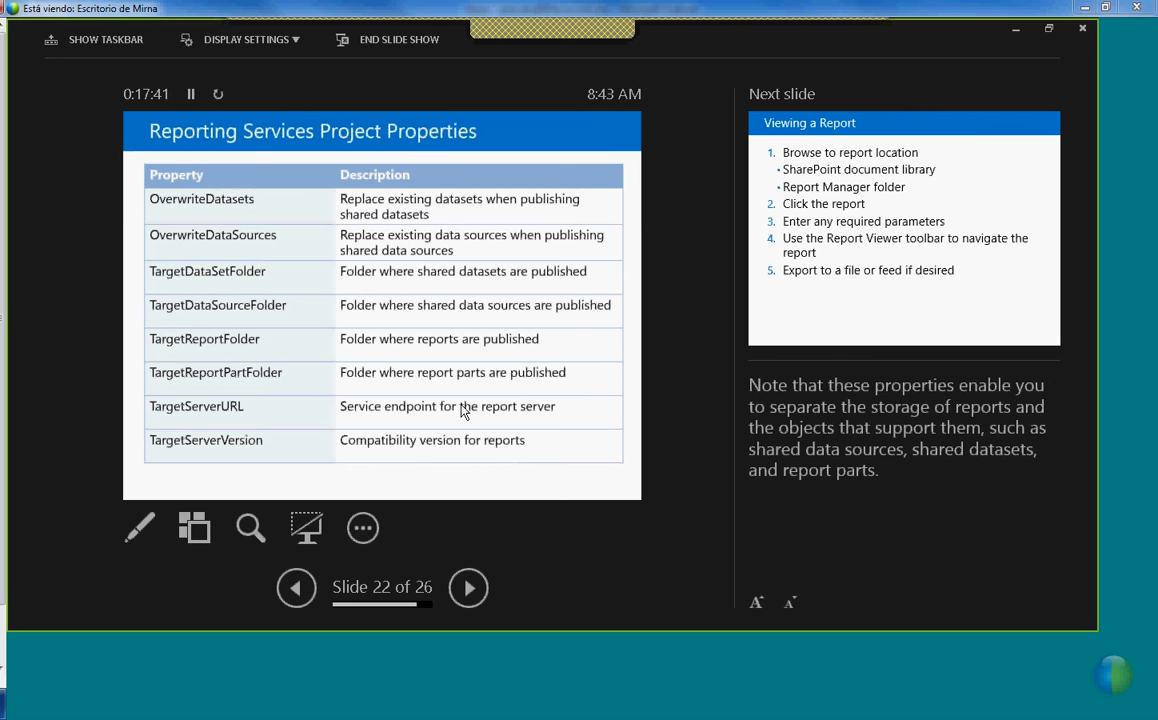 Está viendo: Escritorio de Mirna
SHOW TASKBAR DISPLAY SETTINGS ▼ END SLIDE SHOW
0:17:41 8:43 AM
Reporting Services Project Properties
Property Description
OverwriteDatasets Replace existing datasets when publishing
shared datasets
OverwriteDataSources Replace existing data sources when publishing
shared data sources
TargetDataSetFolder Folder where shared datasets are published
TargetDataSourceFolder Folder where shared data sources are published
TargetReportFolder Folder where reports are published
TargetReportPartFolder Folder where report parts are published
TargetServerURL Service endpoint for the report server
TargetServerVersion Compatibility version for reports
Slide 22 of 26
Next slide
Viewing a Report
1. Browse to report location
• SharePoint document library
• Report Manager folder
2. Click the report
3. Enter any required parameters
4. Use the Report Viewer toolbar to navigate the
report
5. Export to a file or feed if desired
Note that these properties enable you
to separate the storage of reports and
the objects that support them, such as
shared data sources, shared datasets,
and report parts.
A A